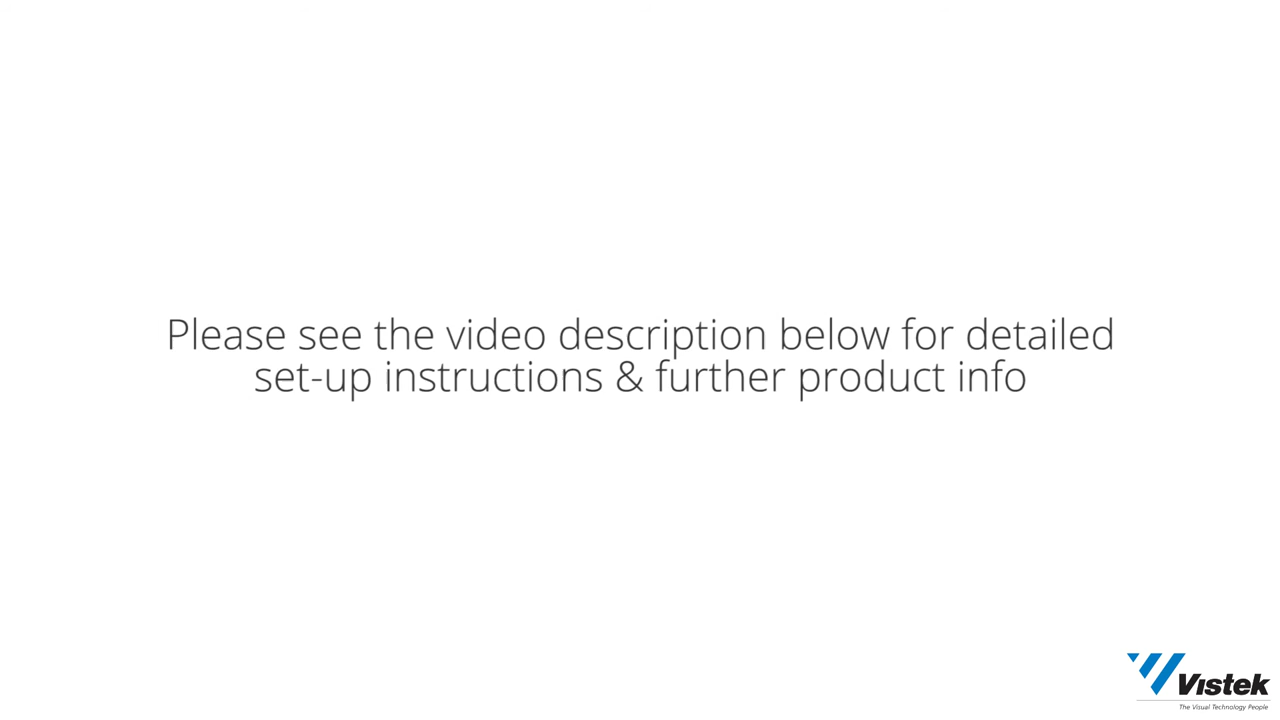 Please see the video description below for detailed
set-up instructions & further product info
Vistek
The Visual Technology People